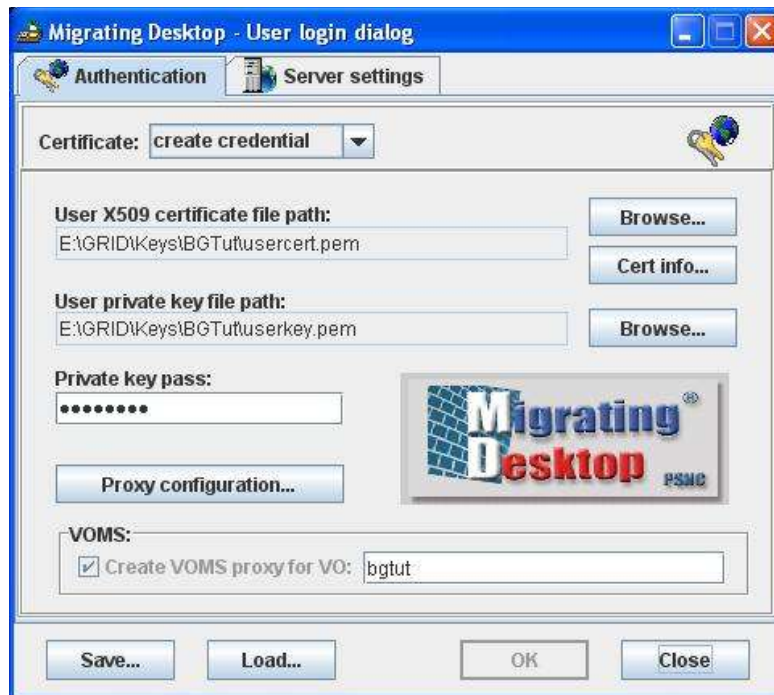 Migrating Desktop - User login dialog
Authentication
Server settings
Certificate: create credential
User X509 certificate file path:
E:\GRID\Keys\BGTut\usercert.pem
Browse...
Cert info...
User private key file path:
E:\GRID\Keys\BGTut\userkey.pem
Browse...
Private key pass:
••••••••
Migrating®
Desktop
PSNC
Proxy configuration...
VOMS:
Create VOMS proxy for VO: bgtut
Save...
Load...
OK
Close